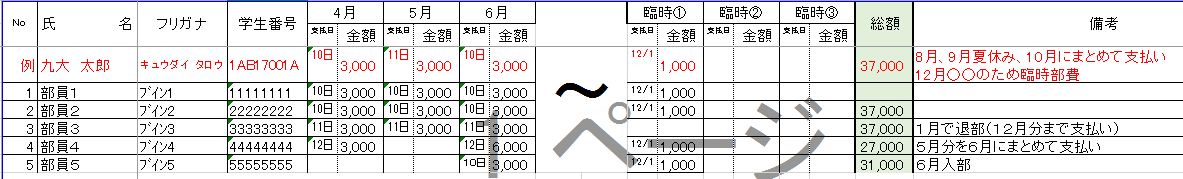 No 氏 名 フリガナ 学生番号 4月 5月 6月 臨時① 臨時② 臨時③ 総額 備考
支払日 金額 支払日 金額 支払日 金額 支払日 金額 支払日 金額 支払日 金額
例 九大 太郎 キュウダイ タロウ 1AB17001A 10日 3,000 11日 3,000 10日 3,000 ～ 12/1 1,000 37,000 8月、9月夏休み、10月にまとめて支払い
12月〇〇のため臨時部費
1 部員1 ブイン1 11111111 10日 3,000 10日 3,000 10日 3,000 12/1 1,000
2 部員2 ブイン2 22222222 10日 3,000 10日 3,000 10日 3,000 12/1 1,000 37,000
3 部員3 ブイン3 33333333 11日 3,000 11日 3,000 11日 3,000 37,000 1月で退部(12月分まで支払い)
4 部員4 ブイン4 44444444 12日 3,000 12日 6,000 12/1 1,000 27,000 5月分を6月にまとめて支払い
5 部員5 ブイン5 55555555 10日 3,000 12/1 1,000 31,000 6月入部
1 ページ